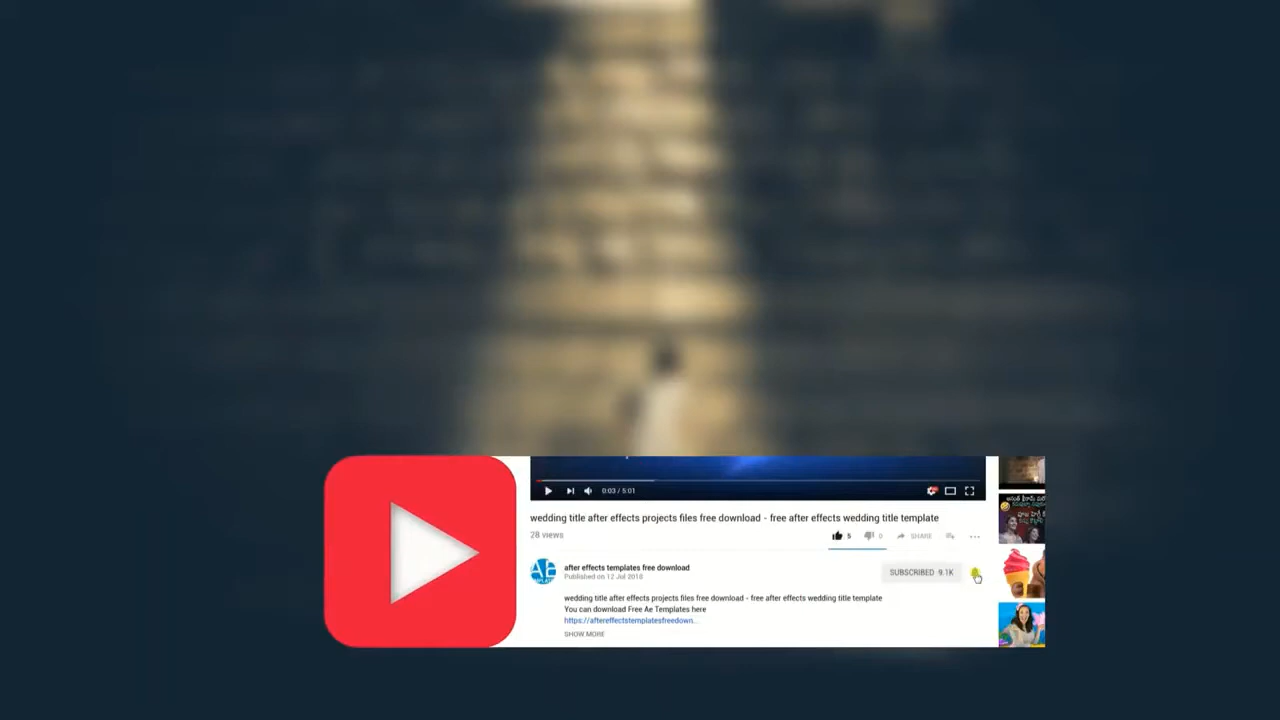 0:03 / 5:01
wedding title after effects projects files free download - free after effects wedding title template
28 views
5 0 SHARE
after effects templates free download
Published on 12 Jul 2018
SUBSCRIBED 9.1K
wedding title after effects projects files free download - free after effects wedding title template
You can download Free Ae Templates here
https://aftereffectstemplatesfreedown...
SHOW MORE